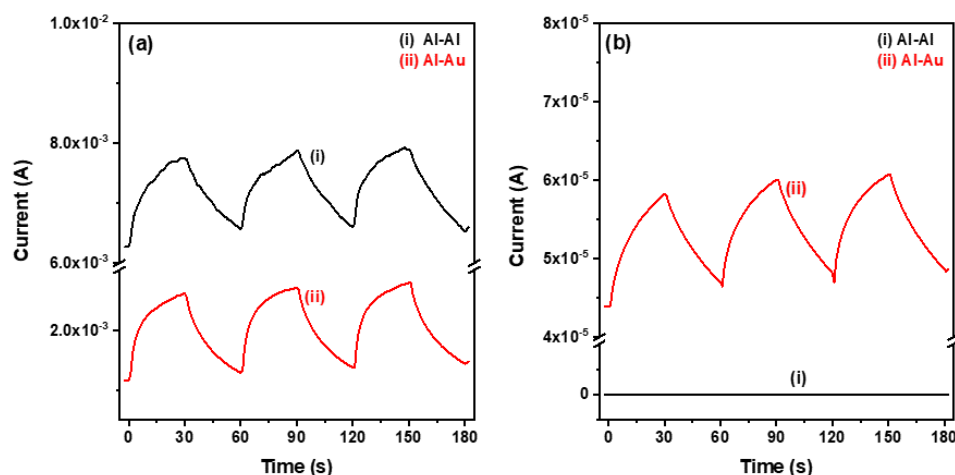 (a)
(i) Al-Al
(ii) Al-Au
1.0x10⁻²
8.0x10⁻³
6.0x10⁻³
2.0x10⁻³
(i)
(ii)
Current (A)
0 30 60 90 120 150 180
Time (s)
(b)
(i) Al-Al
(ii) Al-Au
8x10⁻⁵
7x10⁻⁵
6x10⁻⁵
5x10⁻⁵
4x10⁻⁵
0
(ii)
(i)
Current (A)
0 30 60 90 120 150 180
Time (s)